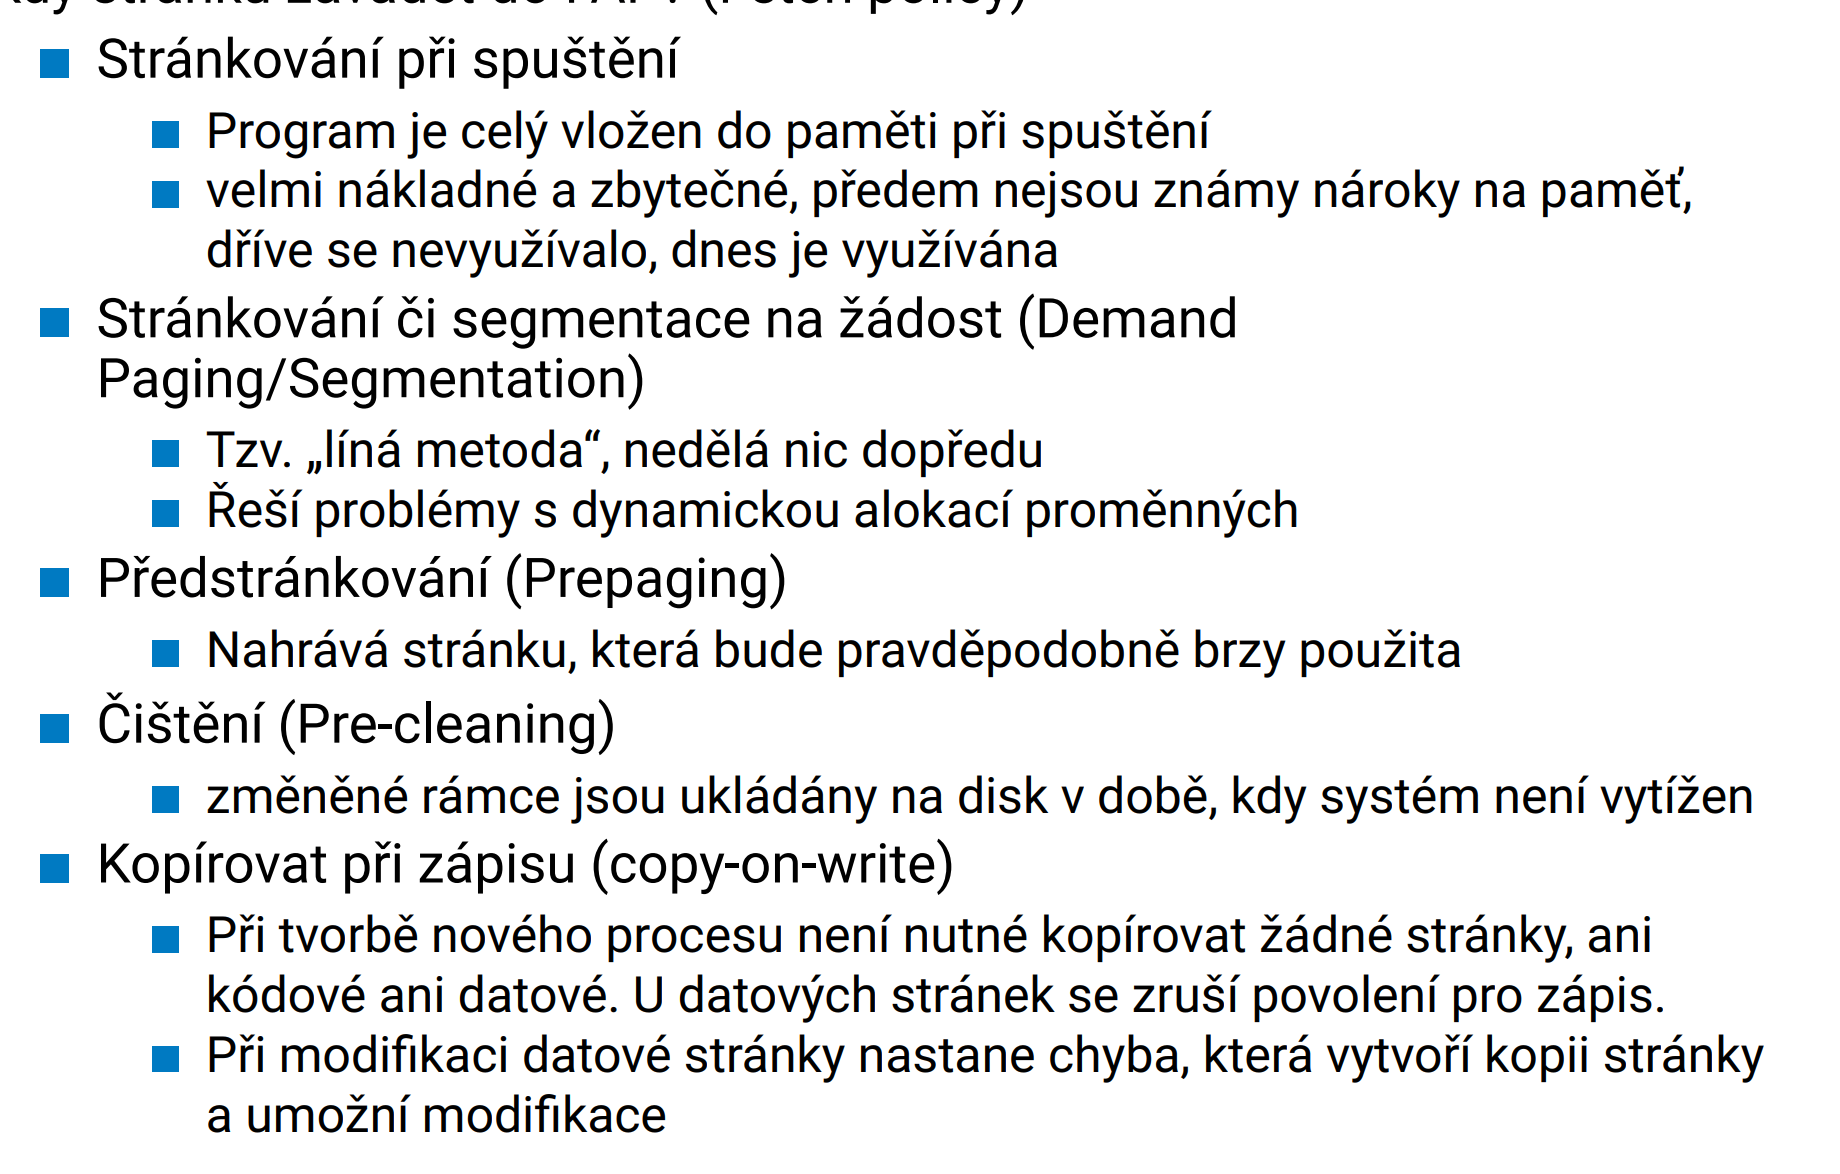 (Fetch policy)
Stránkování při spuštění
Program je celý vložen do paměti při spuštění
velmi nákladné a zbytečné, předem nejsou známy nároky na paměť,
dříve se nevyužívalo, dnes je využívána
Stránkování či segmentace na žádost (Demand
Paging/Segmentation)
Tzv. „líná metoda“, nedělá nic dopředu
Řeší problémy s dynamickou alokací proměnných
Předstránkování (Prepaging)
Nahrává stránku, která bude pravděpodobně brzy použita
Čištění (Pre-cleaning)
změněné rámce jsou ukládány na disk v době, kdy systém není vytížen
Kopírovat při zápisu (copy-on-write)
Při tvorbě nového procesu není nutné kopírovat žádné stránky, ani
kódové ani datové. U datových stránek se zruší povolení pro zápis.
Při modifikaci datové stránky nastane chyba, která vytvoří kopii stránky
a umožní modifikace